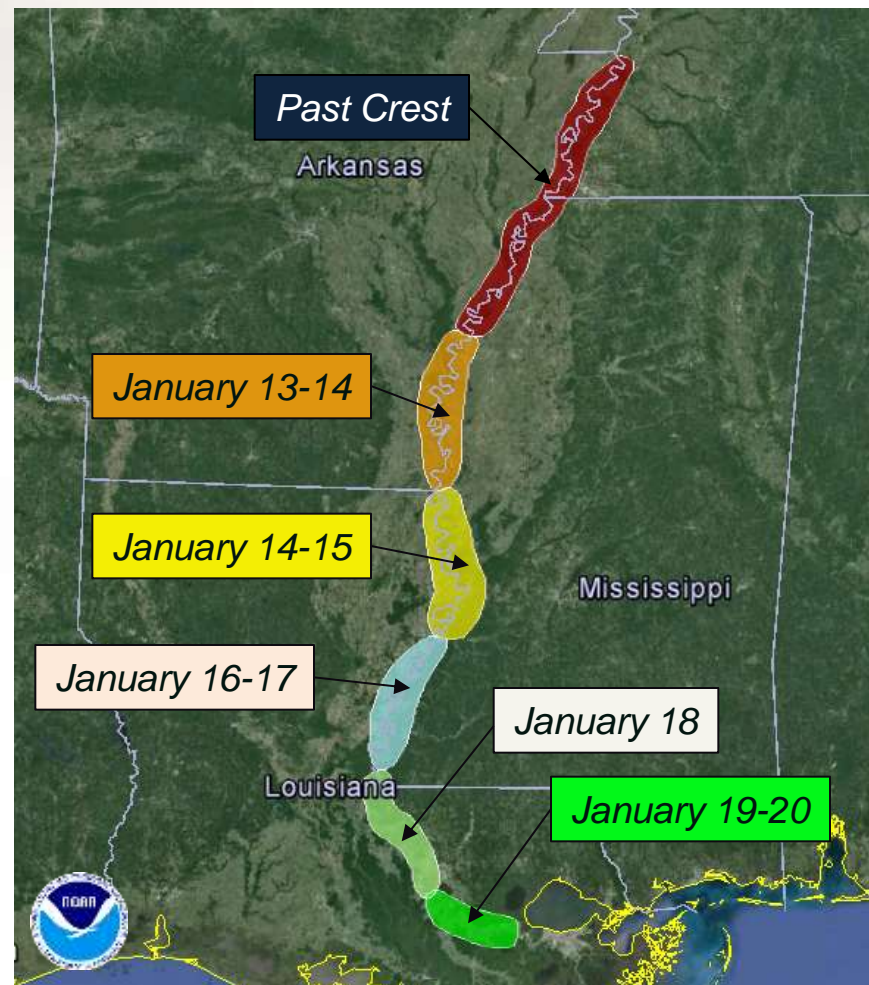 Past Crest
Arkansas
January 13-14
January 14-15
Mississippi
January 16-17
January 18
Louisiana
January 19-20
NOAA